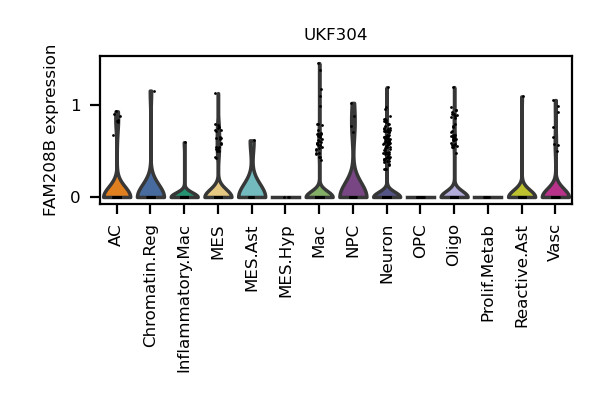 UKF304
FAM208B expression
1
0
AC
Chromatin.Reg
Inflammatory.Mac
MES
MES.Ast
MES.Hyp
Mac
NPC
Neuron
OPC
Oligo
Prolif.Metab
Reactive.Ast
Vasc